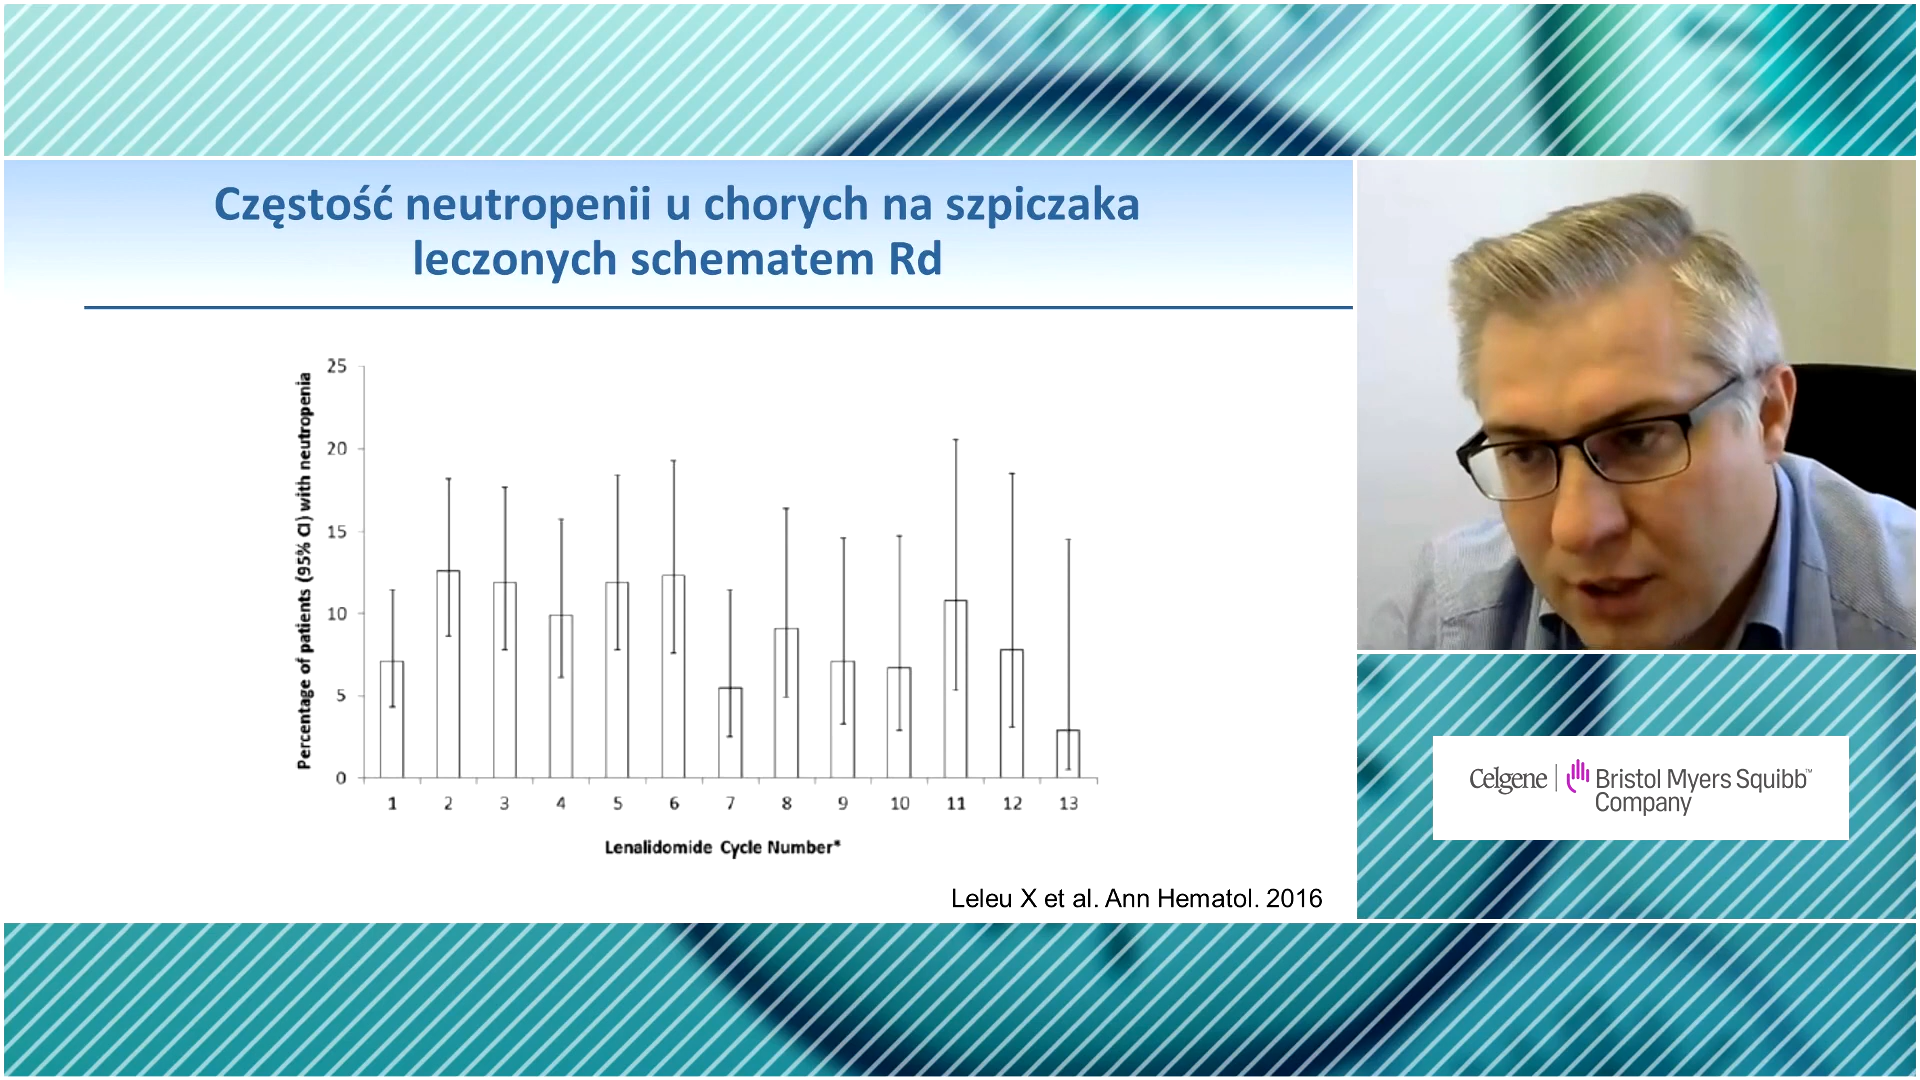 Częstość neutropenii u chorych na szpiczaka
leczonych schematem Rd
Percentage of patients (95% CI) with neutropenia
25
20
15
10
5
0
1 2 3 4 5 6 7 8 9 10 11 12 13
Lenalidomide Cycle Number*
Leleu X et al. Ann Hematol. 2016
Celgene | Bristol Myers Squibb™
Company